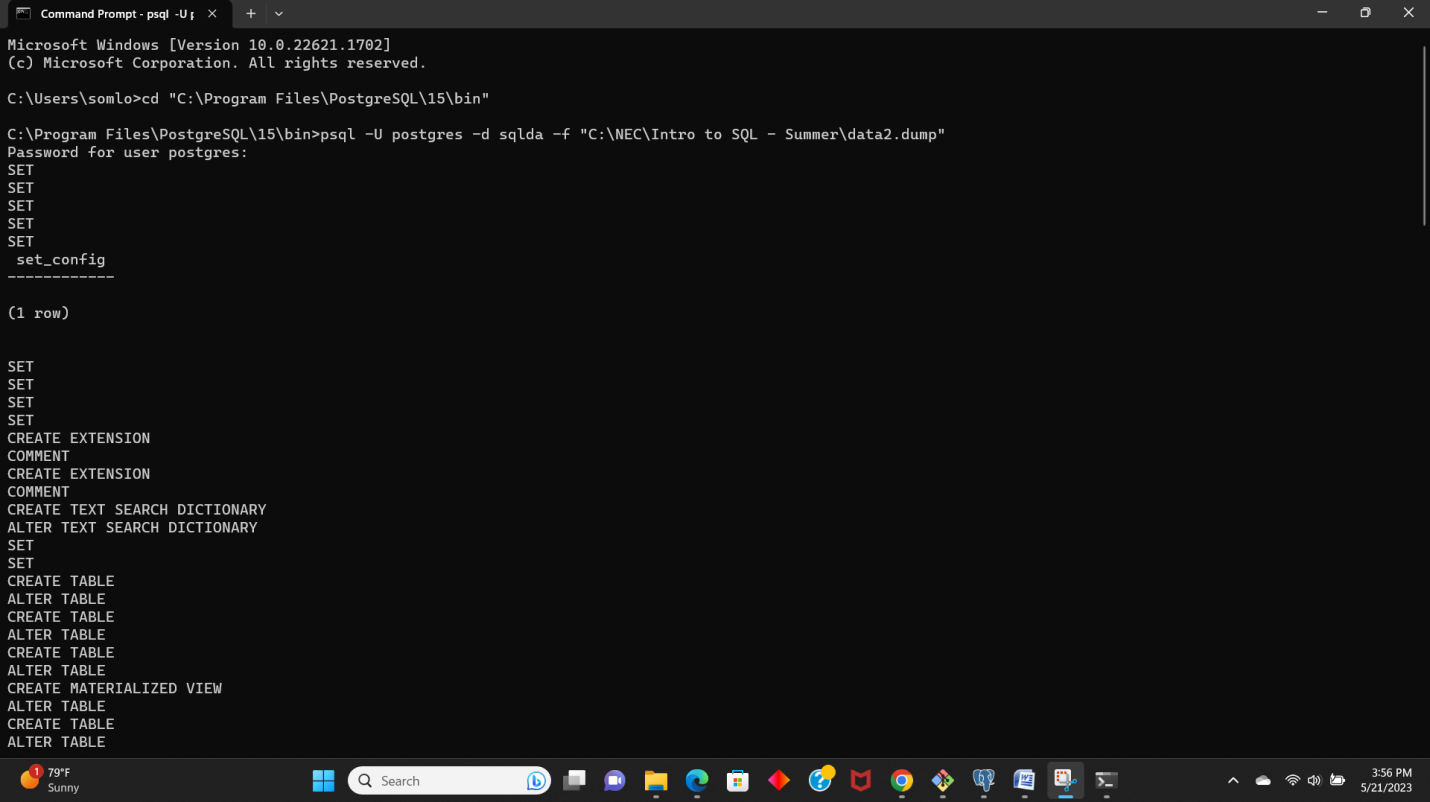 Command Prompt - psql -U p
Microsoft Windows [Version 10.0.22621.1702]
(c) Microsoft Corporation. All rights reserved.
C:\Users\somlo>cd "C:\Program Files\PostgreSQL\15\bin"
C:\Program Files\PostgreSQL\15\bin>psql -U postgres -d sqlda -f "C:\NEC\Intro to SQL - Summer\data2.dump"
Password for user postgres:
SET
SET
SET
SET
SET
set_config
------------
(1 row)
SET
SET
SET
SET
CREATE EXTENSION
COMMENT
CREATE EXTENSION
COMMENT
CREATE TEXT SEARCH DICTIONARY
ALTER TEXT SEARCH DICTIONARY
SET
SET
CREATE TABLE
ALTER TABLE
CREATE TABLE
ALTER TABLE
CREATE TABLE
ALTER TABLE
CREATE MATERIALIZED VIEW
ALTER TABLE
CREATE TABLE
ALTER TABLE
1
79°F
Sunny
Search
3:56 PM
5/21/2023